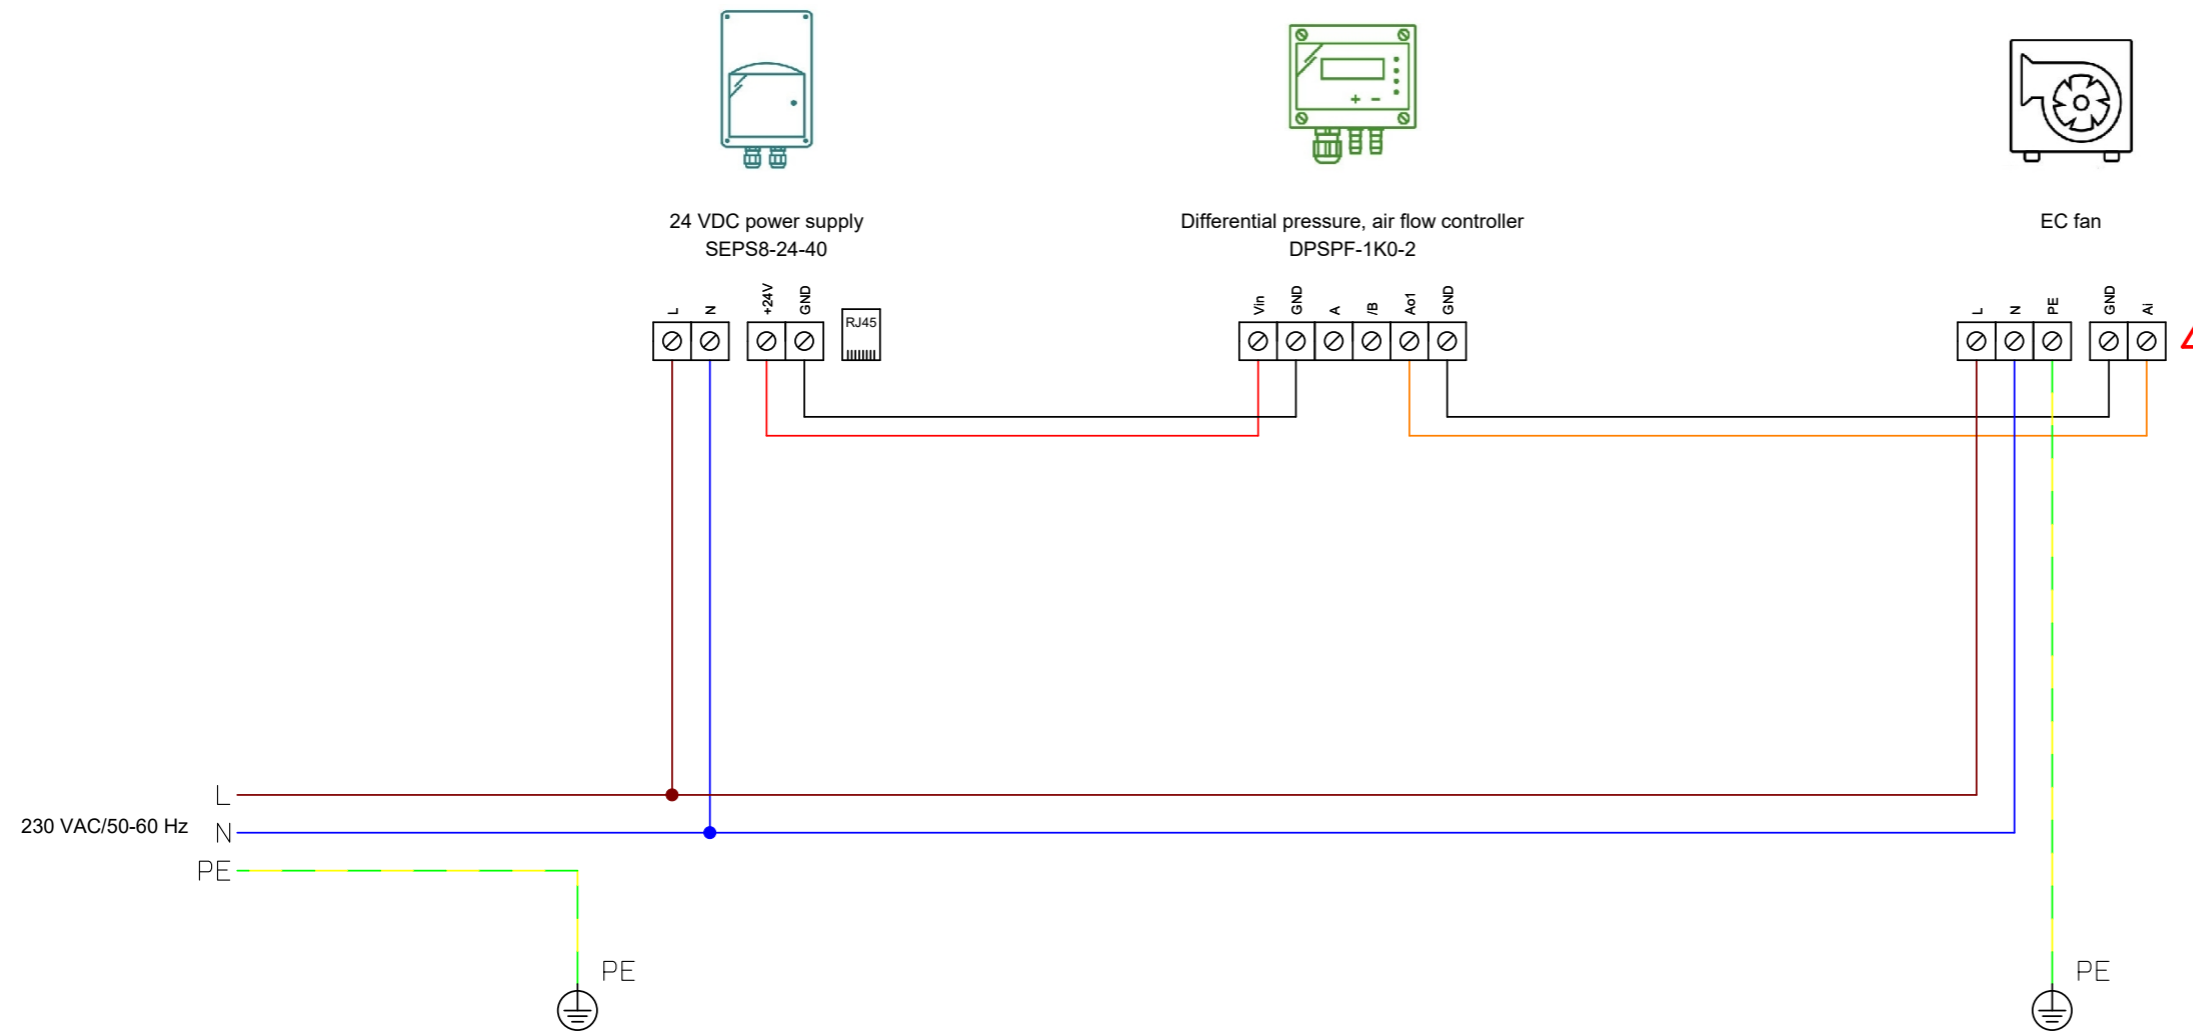 24 VDC power supply
SEPS8-24-40
Differential pressure, air flow controller
DPSPF-1K0-2
EC fan
L
N
+24V
GND
RJ45
Vin
GND
A
/B
Ao1
GND
L
N
PE
GND
Ai
L
230 VAC/50-60 Hz
N
PE
PE
PE